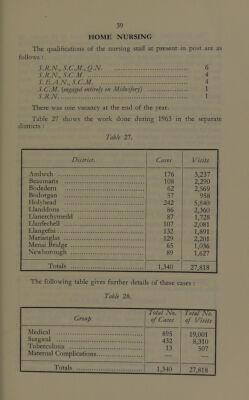 39
HOME NURSING
The qualifications of the nursing staff at present in post are as
follows :
S.R.N., S.C.M., Q.N. 6
S.R.N., S.C.M. 4
S.E.A.N., S.C.M. 4
S.C.M. (engaged entirely on Midwifery) 1
S.R.N. 1
There was one vacancy at the end of the year.
Table 27 shows the work done during 1963 in the separate
districts :
Table 27.
District. Cases Visits
Amlwch 176 3,237
Beaumaris 108 2,290
Bodedern 62 2,569
Bodorgan 57 958
Holyhead 242 5,840
Llanddona 86 2,360
Llanerchymedd 87 1,728
Llanfechell 107 2,081
Llangefni 132 1,891
Marianglas 129 2,201
Menai Bridge 65 1,036
Newborough 89 1,627
Totals 1,340 27,818
The following table gives further details of these cases :
Table 28.
Group Total No. of Cases Total No. of Visits
Medical 895 19,001
Surgical 432 8,310
Tuberculosis 13 507
Maternal Complications — —
Totals 1,340 27,818